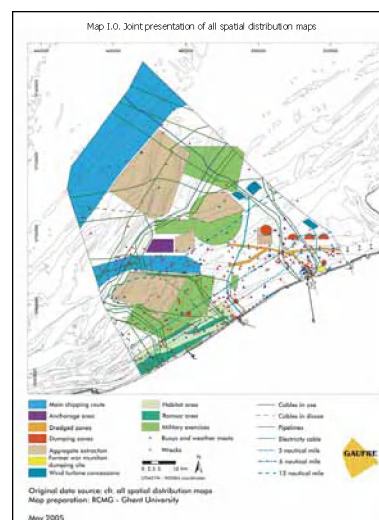 Map I.0. Joint presentation of all spatial distribution maps
Main shipping route
Anchorage area
Dredged zones
Dumping zones
Aggregate extraction
Former war munition
dumping site
Wind turbine concessions
Habitat area
Ramsar area
Military exercises
Buoys and weather masts
Wrecks
Cables in use
Cables in disuse
Pipelines
Electricity cable
3 nautical mile
6 nautical mile
12 nautical mile
N
GAUFRE
Original data source: cfr. all spatial distribution maps
Map preparation: RCMG - Ghent University
May 2005